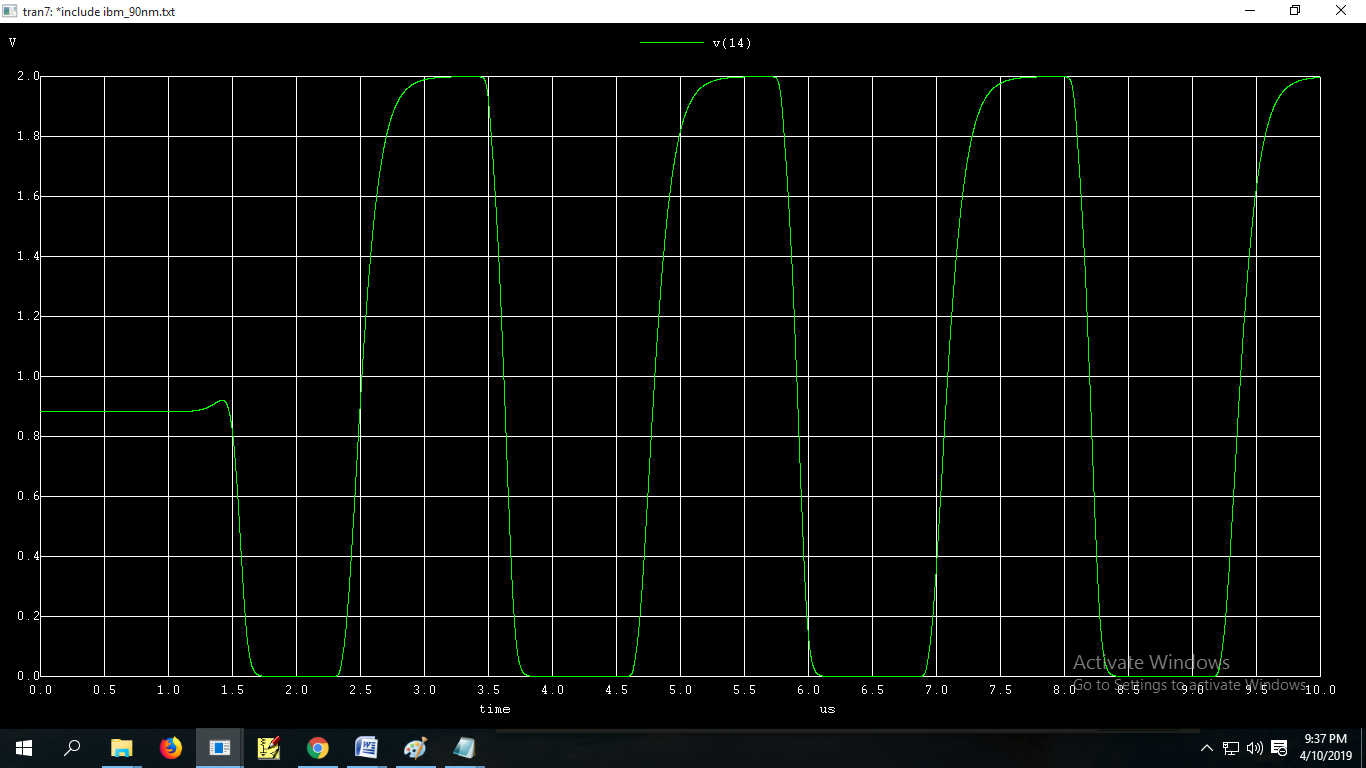 tran7: *include ibm_90nm.txt
V
v(14)
2.0
1.8
1.6
1.4
1.2
1.0
0.8
0.6
0.4
0.2
0.0
0.0 0.5 1.0 1.5 2.0 2.5 3.0 3.5 4.0 4.5 5.0 5.5 6.0 6.5 7.0 7.5 8.0 8.5 9.0 9.5 10.0
time us
Activate Windows
Go to Settings to activate Windows.
9:37 PM
4/10/2019